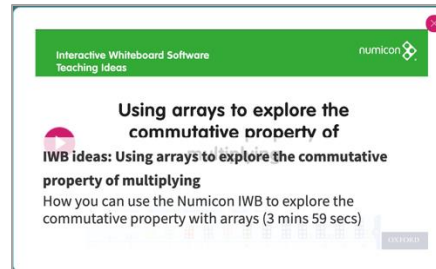 Interactive Whiteboard Software
Teaching Ideas
numicon
Using arrays to explore the
commutative property of
multiplying
IWB ideas: Using arrays to explore the commutative
property of multiplying
How you can use the Numicon IWB to explore the
commutative property with arrays (3 mins 59 secs)
OXFORD